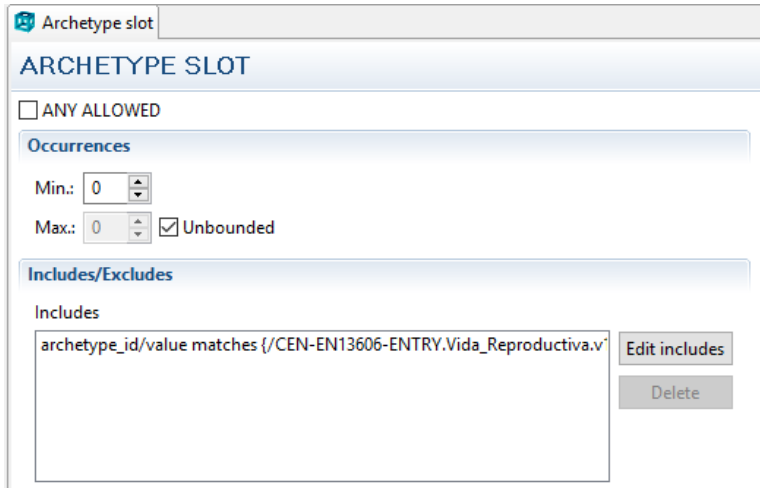 Archetype slot
ARCHETYPE SLOT
ANY ALLOWED
Occurrences
Min.: 0
Max.: 0 Unbounded
Includes/Excludes
Includes
archetype_id/value matches {/CEN-EN13606-ENTRY.Vida_Reproductiva.v1
Edit includes
Delete